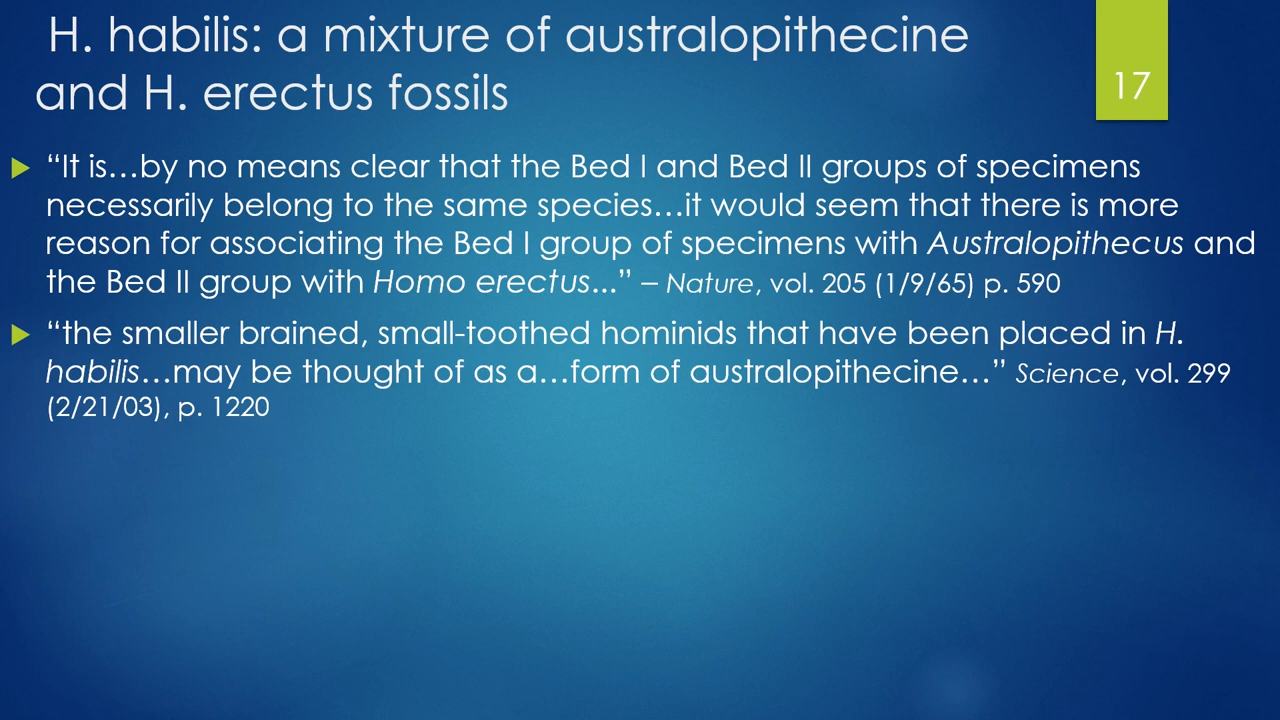 H. habilis: a mixture of australopithecine
and H. erectus fossils
17
“It is…by no means clear that the Bed I and Bed II groups of specimens
necessarily belong to the same species…it would seem that there is more
reason for associating the Bed I group of specimens with Australopithecus and
the Bed II group with Homo erectus...” – Nature, vol. 205 (1/9/65) p. 590
“the smaller brained, small-toothed hominids that have been placed in H.
habilis…may be thought of as a…form of australopithecine…” Science, vol. 299
(2/21/03), p. 1220